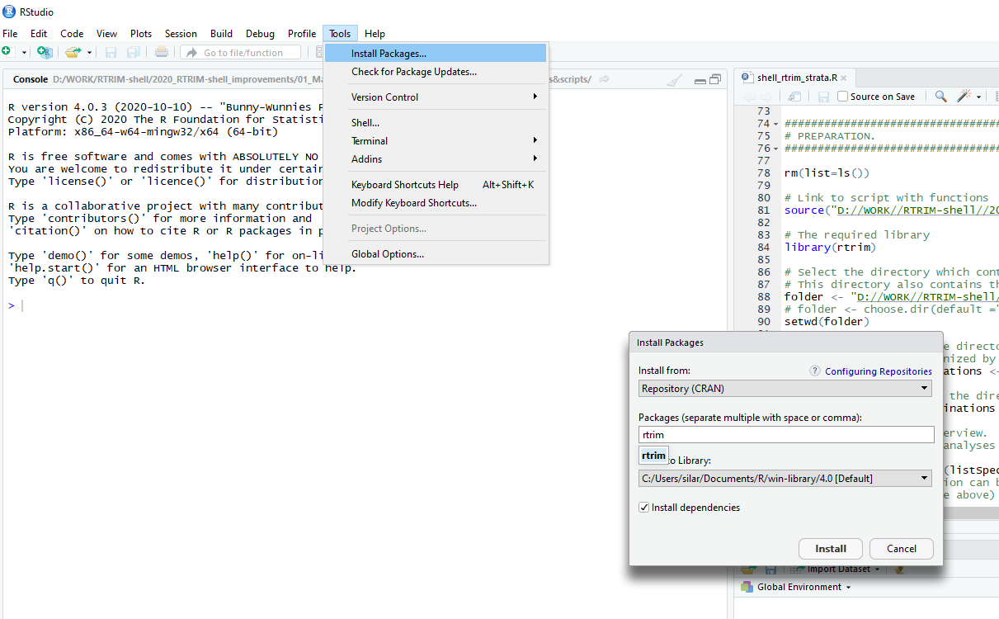 RStudio
File Edit Code View Plots Session Build Debug Profile Tools Help
Go to file/function
Install Packages...
Check for Package Updates...
Version Control
Shell...
Terminal
Addins
Keyboard Shortcuts Help Alt+Shift+K
Modify Keyboard Shortcuts...
Project Options...
Global Options...
Console D:/WORK/RTRIM-shell/2020_RTRIM-shell_improvements/01_Ma
s&scripts/
R version 4.0.3 (2020-10-10) -- "Bunny-Wunnies
Copyright (C) 2020 The R Foundation for Statisti
Platform: x86_64-w64-mingw32/x64 (64-bit)
R is free software and comes with ABSOLUTELY NO
You are welcome to redistribute it under certain
Type 'license()' or 'licence()' for distribution
R is a collaborative project with many contribut
Type 'contributors()' for more information and
'citation()' on how to cite R or R packages in p
Type 'demo()' for some demos, 'help()' for on-li
'help.start()' for an HTML browser interface to help.
Type 'q()' to quit R.
>
shell_rtrim_strata.R
Source on Save
73
74 ################################
75 # PREPARATION.
76 ################################
77
78 rm(list=ls())
79
80 # Link to script with functions
81 source("D://WORK//RTRIM-shell//20
82
83 # The required library
84 library(rtrim)
85
86 # Select the directory which cont
87 # This directory also contains th
88 folder <- "D://WORK//RTRIM-shell/
89 # folder <- choose.dir(default ="
90 setwd(folder)
e directo
nized by
ations <-
the dire
inations
erview.
analyses
(listSpec
ion can b
e above)
Install Packages
Install from:
Configuring Repositories
Repository (CRAN)
Packages (separate multiple with space or comma):
rtrim
rtrim
to Library:
C:/Users/silar/Documents/R/win-library/4.0 [Default]
Install dependencies
Install Cancel
Import Dataset
Global Environment